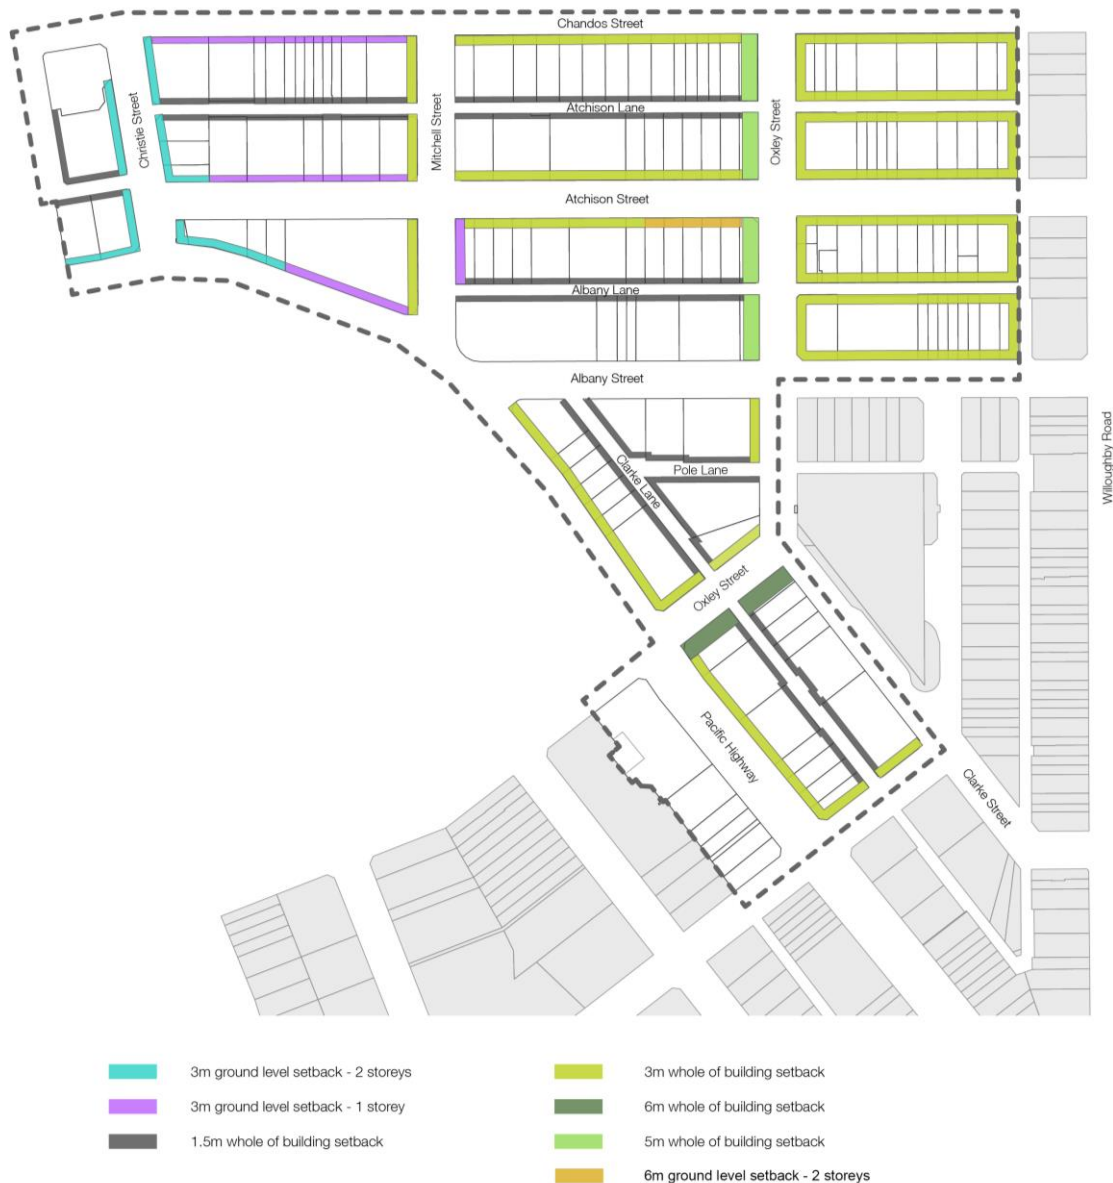 Chandos Street
Christie Street
Mitchell Street
Atchison Lane
Oxley Street
Atchison Street
Albany Lane
Albany Street
Willoughby Road
Clarke Lane
Pole Lane
Oxley Street
Pacific Highway
Clarke Street
3m ground level setback - 2 storeys
3m ground level setback - 1 storey
1.5m whole of building setback
3m whole of building setback
6m whole of building setback
5m whole of building setback
6m ground level setback - 2 storeys